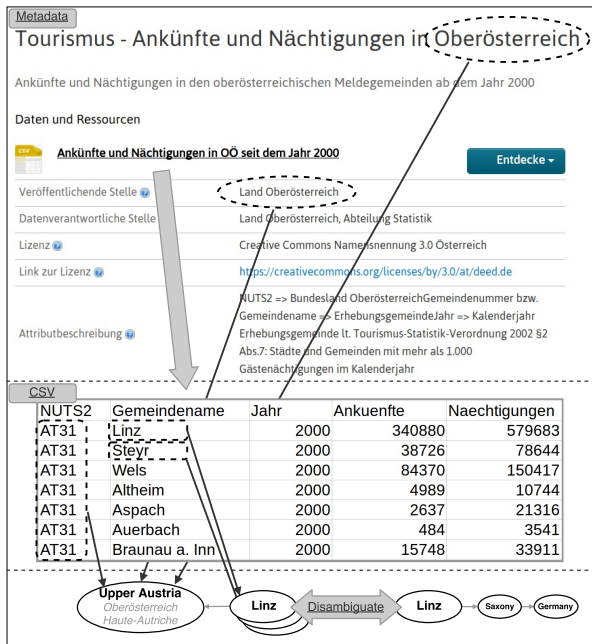 Metadata
Tourismus - Ankünfte und Nächtigungen in Oberösterreich
Ankünfte und Nächtigungen in den oberösterreichischen Meldegemeinden ab dem Jahr 2000
Daten und Ressourcen
CSV
Ankünfte und Nächtigungen in OÖ seit dem Jahr 2000
Entdecke
Veröffentlichende Stelle ? Land Oberösterreich
Datenverantwortliche Stelle Land Oberösterreich, Abteilung Statistik
Lizenz ? Creative Commons Namensnennung 3.0 Österreich
Link zur Lizenz ? https://creativecommons.org/licenses/by/3.0/at/deed.de
Attributbeschreibung ?
NUTS2 => Bundesland OberösterreichGemeindenummer bzw.
Gemeindename => ErhebungsgemeindeJahr => Kalenderjahr
Erhebungsgemeinde lt. Tourismus-Statistik-Verordnung 2002 §2
Abs.7: Städte und Gemeinden mit mehr als 1.000
Gästenächtigungen im Kalenderjahr
CSV
NUTS2 Gemeindename Jahr Ankuenfte Naechtigungen
AT31 Linz 2000 340880 579683
AT31 Steyr 2000 38726 78644
AT31 Wels 2000 84370 150417
AT31 Altheim 2000 4989 10744
AT31 Aspach 2000 2637 21316
AT31 Auerbach 2000 484 3541
AT31 Braunau a. Inn 2000 15748 33911
Upper Austria
Oberösterreich
Haute-Autriche
Linz
Disambiguate
Linz
Saxony
Germany